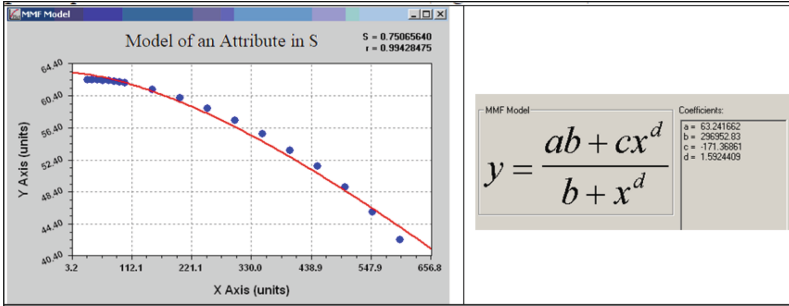 MMF Model
Model of an Attribute in S
S = 0.75065640
r = 0.99428475
Y Axis (units)
64.40
60.40
56.40
52.40
48.40
44.40
40.40
3.2 112.1 221.1 330.0 438.9 547.9 656.8
X Axis (units)
MMF Model
y = ab + cx^d / b + x^d
Coefficients:
a = 63.241662
b = 296952.83
c = -171.36861
d = 1.5924409